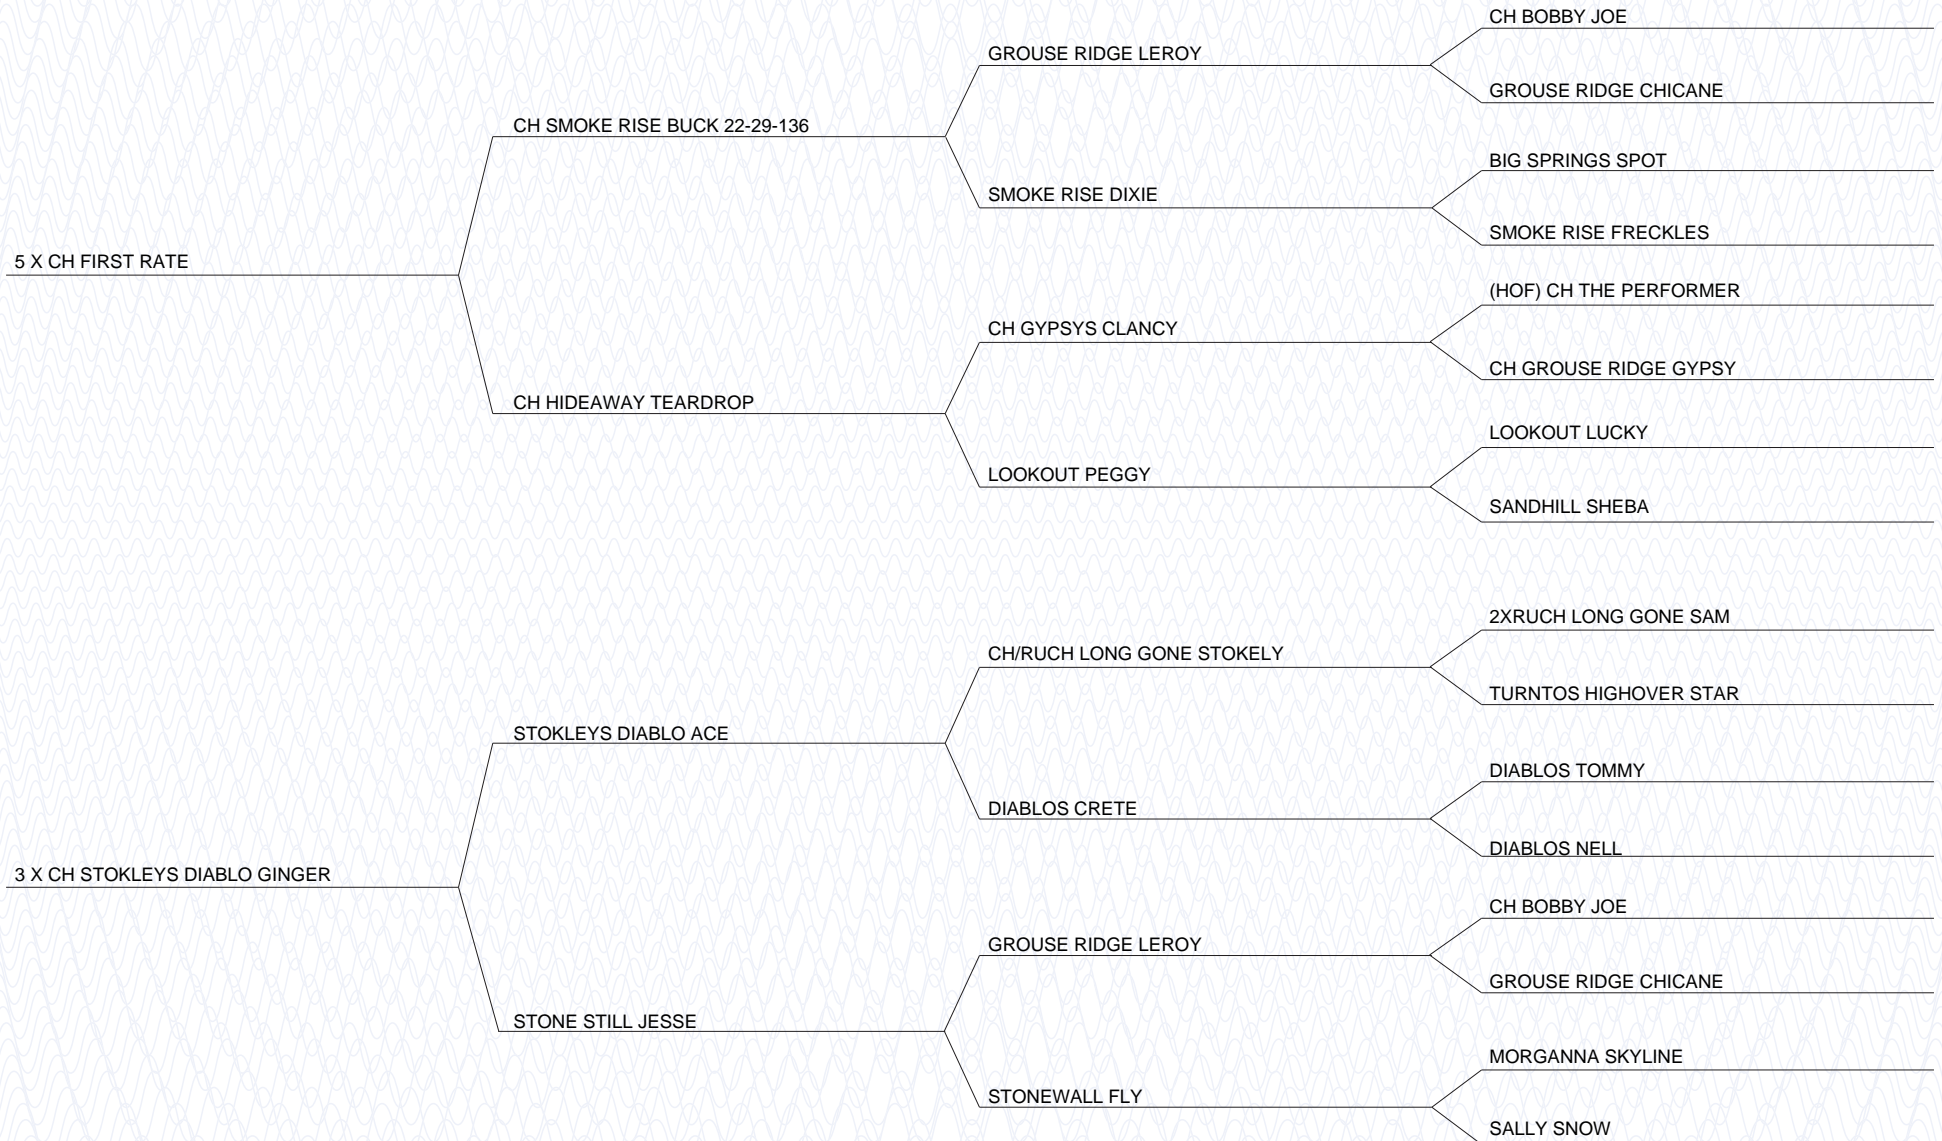 CH BOBBY JOE
GROUSE RIDGE LEROY
GROUSE RIDGE CHICANE
CH SMOKE RISE BUCK 22-29-136
BIG SPRINGS SPOT
SMOKE RISE DIXIE
SMOKE RISE FRECKLES
5 X CH FIRST RATE
(HOF) CH THE PERFORMER
CH GYPSYS CLANCY
CH GROUSE RIDGE GYPSY
CH HIDEAWAY TEARDROP
LOOKOUT LUCKY
LOOKOUT PEGGY
SANDHILL SHEBA
2XRUCH LONG GONE SAM
CH/RUCH LONG GONE STOKELY
TURNTOS HIGHOVER STAR
STOKLEYS DIABLO ACE
DIABLOS TOMMY
DIABLOS CRETE
DIABLOS NELL
3 X CH STOKLEYS DIABLO GINGER
CH BOBBY JOE
GROUSE RIDGE LEROY
GROUSE RIDGE CHICANE
STONE STILL JESSE
MORGANNA SKYLINE
STONEWALL FLY
SALLY SNOW